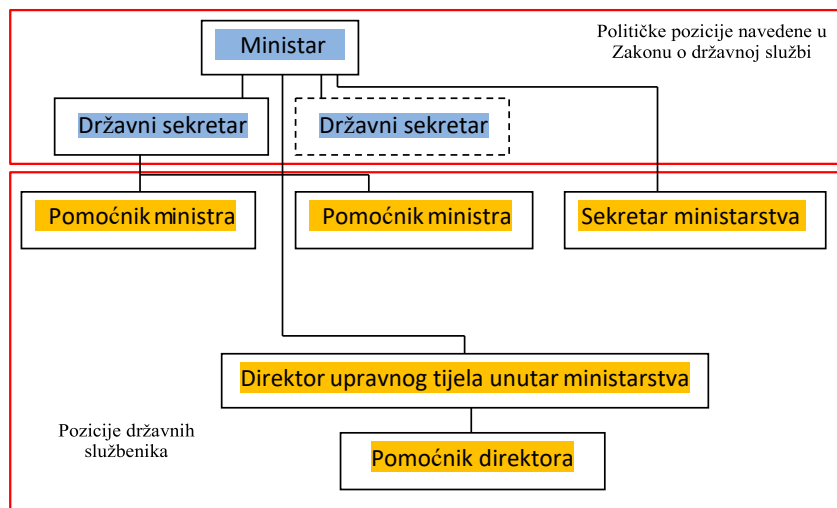 Ministar
Političke pozicije navedene u
Zakonu o državnoj službi
Državni sekretar
Državni sekretar
Pomoćnik ministra
Pomoćnik ministra
Sekretar ministarstva
Direktor upravnog tijela unutar ministarstva
Pozicije državnih
službenika
Pomoćnik direktora